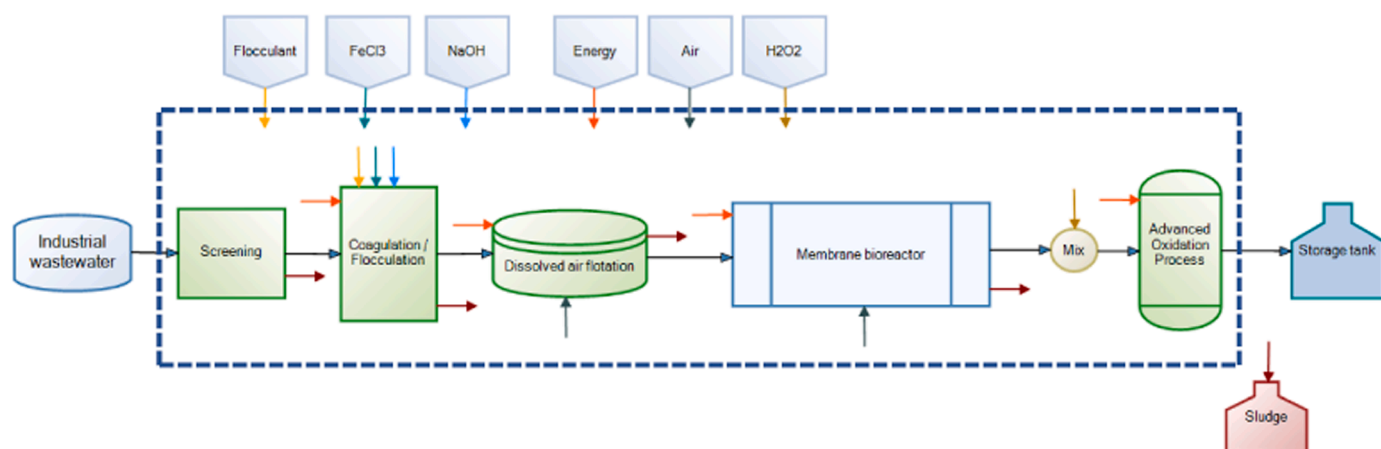 Flocculant
FeCl3
NaOH
Energy
Air
H2O2
Industrial
wastewater
Screening
Coagulation /
Flocculation
Dissolved air flotation
Membrane bioreactor
Mix
Advanced
Oxidation
Process
Storage tank
Sludge